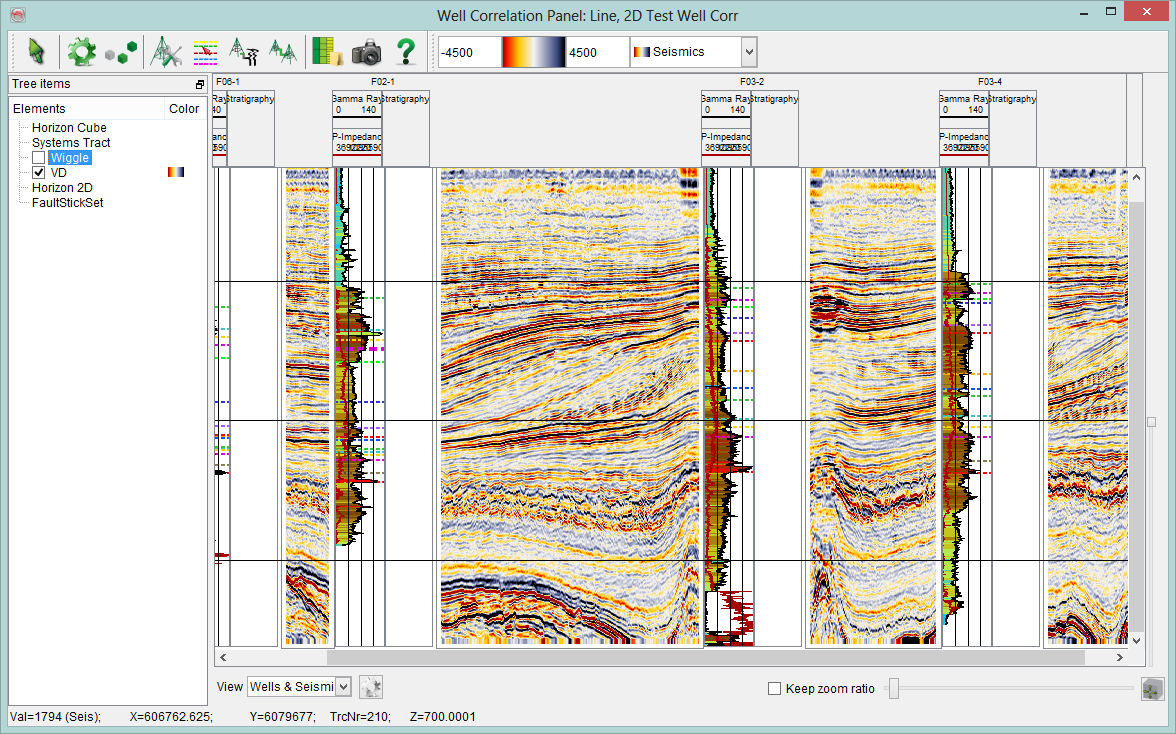 Well Correlation Panel: Line, 2D Test Well Corr
-4500
4500
Seismics
Tree items
Elements Color
Horizon Cube
Systems Tract
Wiggle
VD
Horizon 2D
FaultStickSet
F06-1 F02-1 F03-2 F03-4
Stratigraphy Gamma Ray Stratigraphy Gamma Ray Stratigraphy Gamma Ray Stratigraphy
0 140 0 140 0 140
P-Impedanc P-Impedanc P-Impedanc
View Wells & Seismi
Keep zoom ratio
Val=1794 (Seis); X=606762.625; Y=6079677; TrcNr=210; Z=700.0001